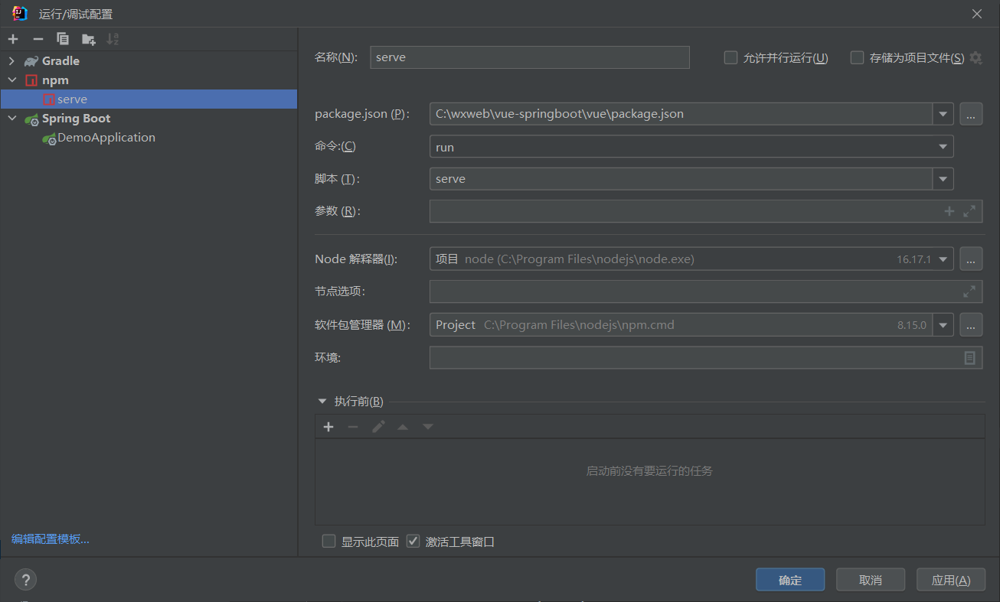 运行/调试配置
Gradle
npm
serve
Spring Boot
DemoApplication
编辑配置模板...
名称(N):
serve
允许并行运行(U)
存储为项目文件(S)
package.json (P):
C:\wxweb\vue-springboot\vue\package.json
...
命令:(C)
run
脚本 (T):
serve
参数 (R):
Node 解释器(I):
项目 node (C:\Program Files\nodejs\node.exe) 16.17.1
...
节点选项:
软件包管理器 (M):
Project C:\Program Files\nodejs\npm.cmd 8.15.0
...
环境:
执行前(B)
启动前没有要运行的任务
显示此页面
激活工具窗口
?
确定
取消
应用(A)